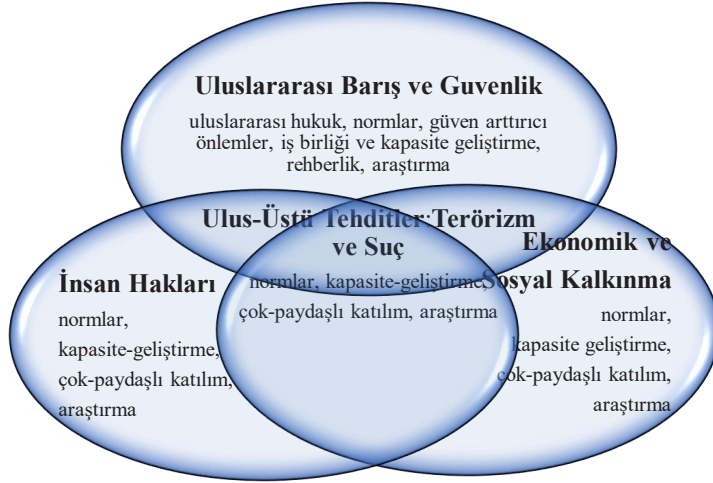 Uluslararası Barış ve Guvenlik
uluslararası hukuk, normlar, güven arttırıcı
önlemler, iş birliği ve kapasite geliştirme,
rehberlik, araştırma
Ulus-Üstü Tehditler:Terörizm
ve Suç
normlar, kapasite-geliştirme,
çok-paydaşlı katılım, araştırma
İnsan Hakları
normlar,
kapasite-geliştirme,
çok-paydaşlı katılım,
araştırma
Ekonomik ve
Sosyal Kalkınma
normlar,
kapasite geliştirme,
çok-paydaşlı katılım,
araştırma